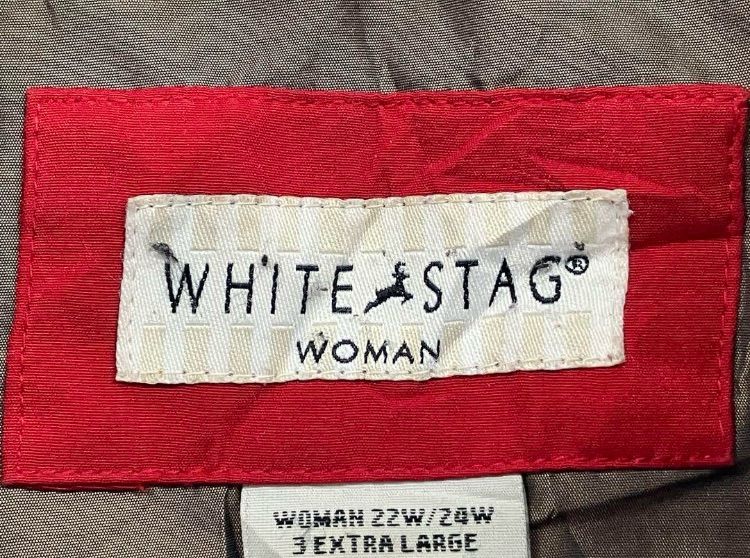 WHITE STAG®
WOMAN
WOMAN 22W/24W
3 EXTRA LARGE